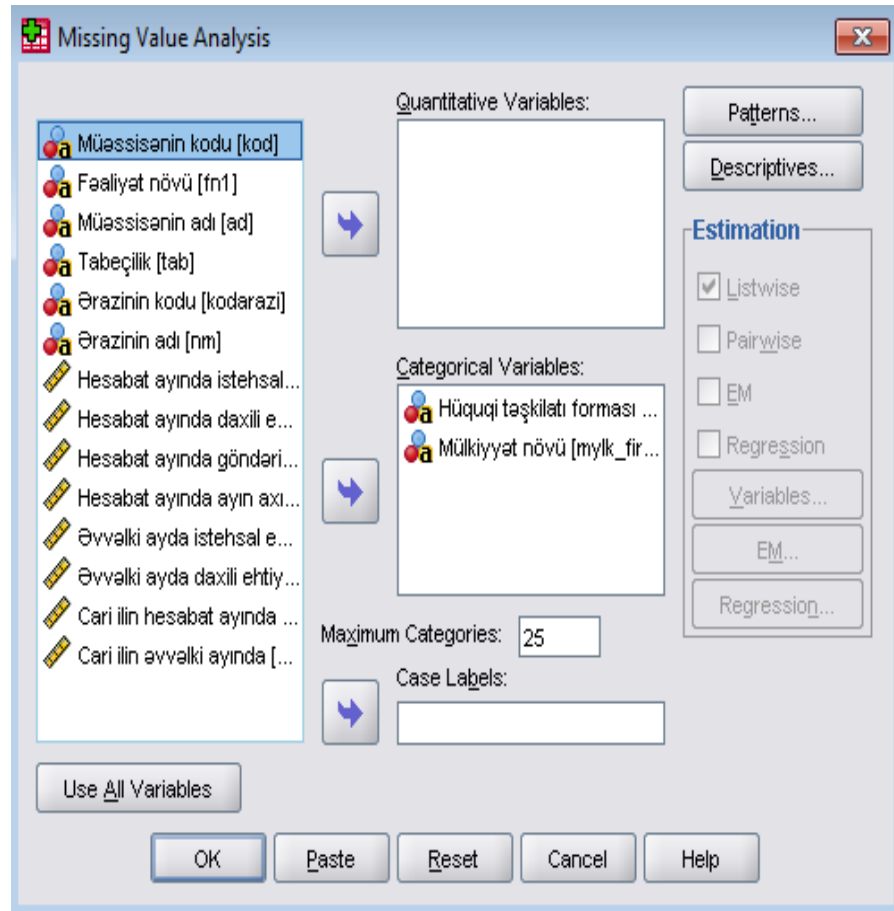 Missing Value Analysis
Müəssisənin kodu [kod]
Fəaliyət növü [fn1]
Müəssisənin adı [ad]
Tabeçilik [tab]
Ərazinin kodu [kodarazi]
Ərazinin adı [nm]
Hesabat ayında istehsal...
Hesabat ayında daxili e...
Hesabat ayında göndəri...
Hesabat ayında ayın axı...
Əvvəlki ayda istehsal e...
Əvvəlki ayda daxili ehtiy...
Cari ilin hesabat ayında ...
Cari ilin əvvəlki ayında [...
Use All Variables
Quantitative Variables:
Categorical Variables:
Hüquqi təşkilatı forması ...
Mülkiyyət növü [mylk_fir...
Maximum Categories: 25
Case Labels:
Patterns...
Descriptives...
Estimation
Listwise
Pairwise
EM
Regression
Variables...
EM...
Regression...
OK
Paste
Reset
Cancel
Help